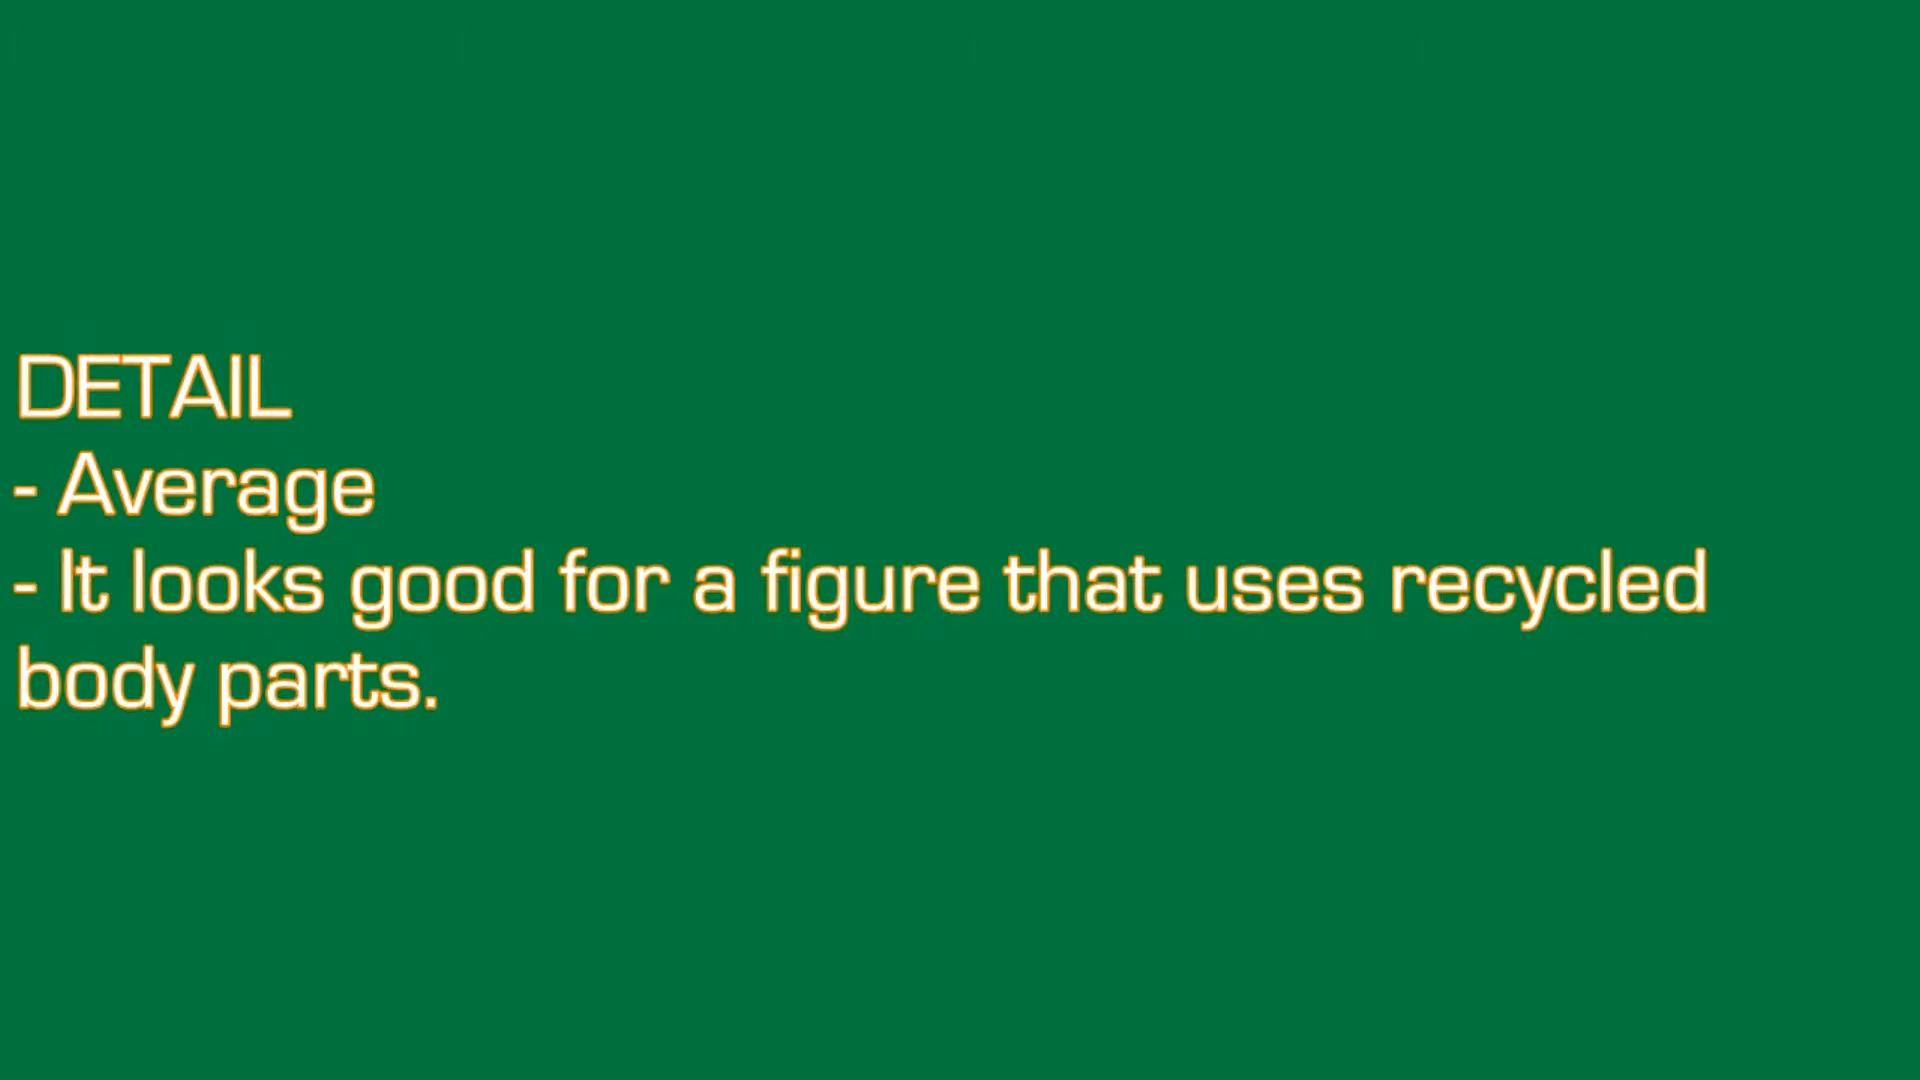 DETAIL
- Average
- It looks good for a figure that uses recycled
body parts.